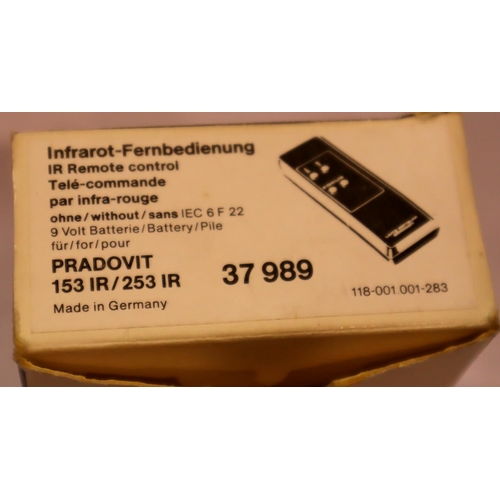 Infrarot-Fernbedienung
IR Remote control
Telé-commande
par infra-rouge
ohne/without/sans IEC 6 F 22
9 Volt Batterie/Battery/Pile
für/for/pour
PRADOVIT
153 IR/253 IR 37 989
Made in Germany
118-001.001-283